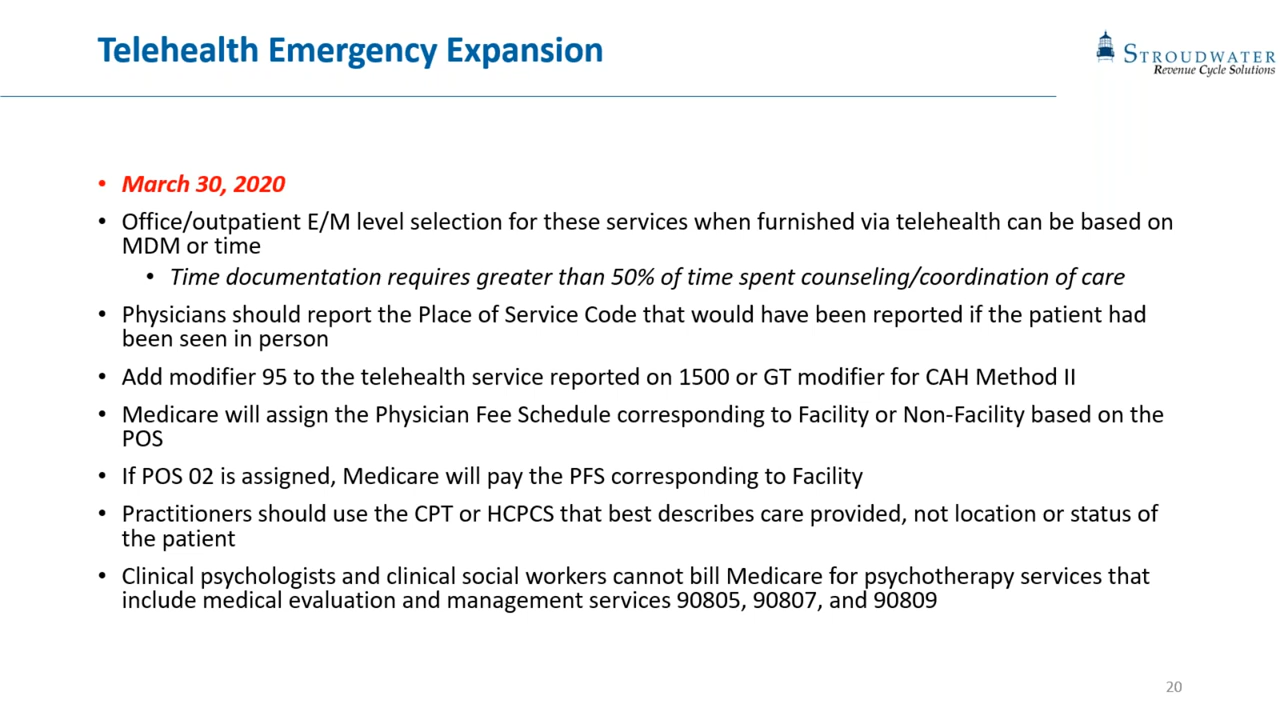 Telehealth Emergency Expansion
STROUDWATER
Revenue Cycle Solutions
• March 30, 2020
• Office/outpatient E/M level selection for these services when furnished via telehealth can be based on
MDM or time
• Time documentation requires greater than 50% of time spent counseling/coordination of care
• Physicians should report the Place of Service Code that would have been reported if the patient had
been seen in person
• Add modifier 95 to the telehealth service reported on 1500 or GT modifier for CAH Method II
• Medicare will assign the Physician Fee Schedule corresponding to Facility or Non-Facility based on the
POS
• If POS 02 is assigned, Medicare will pay the PFS corresponding to Facility
• Practitioners should use the CPT or HCPCS that best describes care provided, not location or status of
the patient
• Clinical psychologists and clinical social workers cannot bill Medicare for psychotherapy services that
include medical evaluation and management services 90805, 90807, and 90809
20